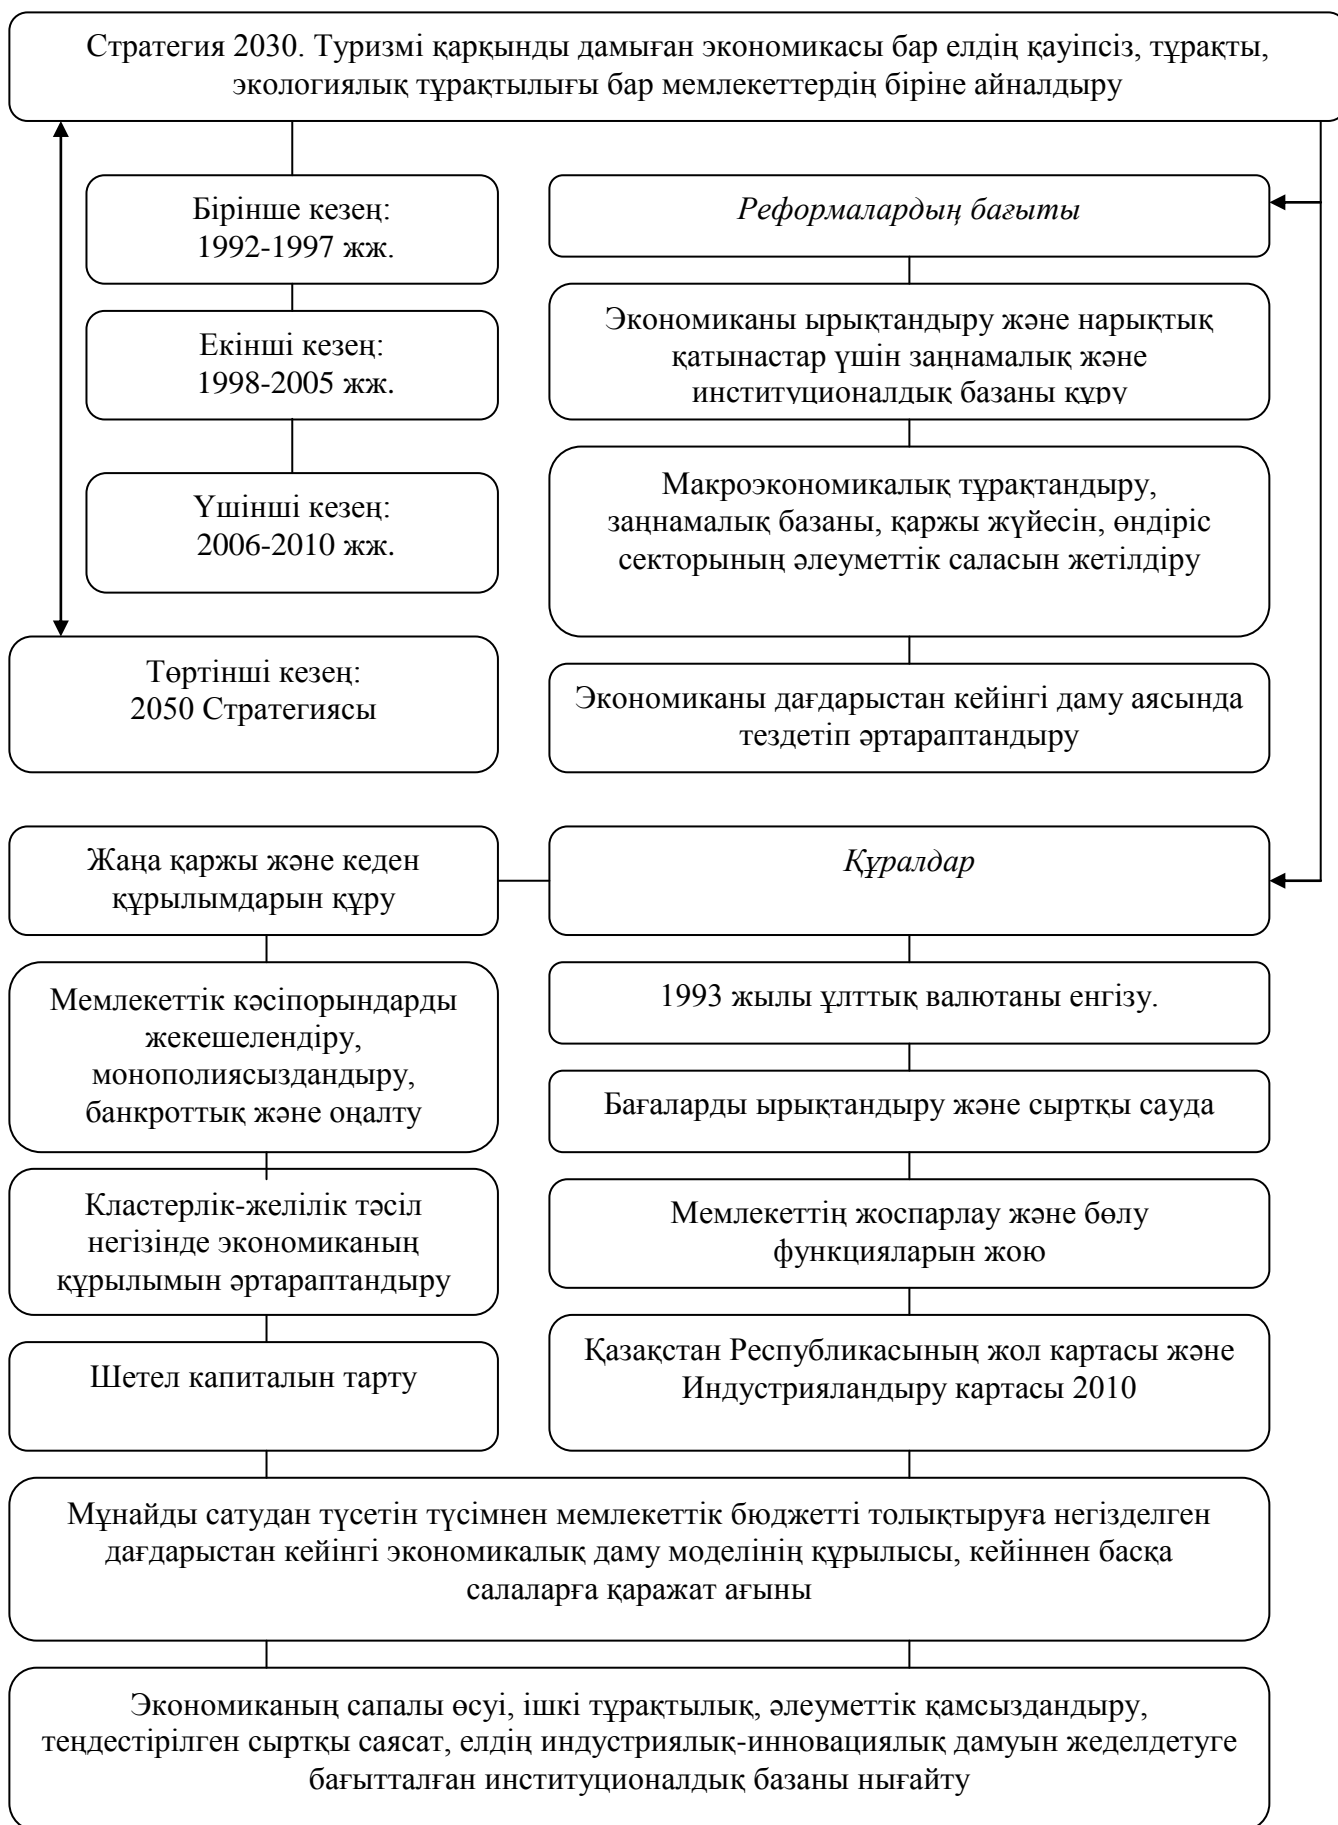 Стратегия 2030. Туризмі қарқынды дамыған экономикасы бар елдің қауіпсіз, тұрақты,
экологиялық тұрақтылығы бар мемлекеттердің біріне айналдыру
Бірінше кезең:
1992-1997 жж.
Екінші кезең:
1998-2005 жж.
Үшінші кезең:
2006-2010 жж.
Төртінші кезең:
2050 Стратегиясы
Реформалардың бағыты
Экономиканы ырықтандыру және нарықтық
қатынастар үшін заңнамалық және
институционалдық базаны құру
Макроэкономикалық тұрақтандыру,
заңнамалық базаны, қаржы жүйесін, өндіріс
секторының әлеуметтік саласын жетілдіру
Экономиканы дағдарыстан кейінгі даму аясында
тездетіп әртараптандыру
Жаңа қаржы және кеден
құрылымдарын құру
Мемлекеттік кәсіпорындарды
жекешелендіру,
монополиясыздандыру,
банкроттық және оңалту
Кластерлік-желілік тәсіл
негізінде экономиканың
құрылымын әртараптандыру
Шетел капиталын тарту
Құралдар
1993 жылы ұлттық валютаны енгізу.
Бағаларды ырықтандыру және сыртқы сауда
Мемлекеттің жоспарлау және бөлу
функцияларын жою
Қазақстан Республикасының жол картасы және
Индустрияландыру картасы 2010
Мұнайды сатудан түсетін түсімнен мемлекеттік бюджетті толықтыруға негізделген
дағдарыстан кейінгі экономикалық даму моделінің құрылысы, кейіннен басқа
салаларға қаражат ағыны
Экономиканың сапалы өсуі, ішкі тұрақтылық, әлеуметтік қамсыздандыру,
теңдестірілген сыртқы саясат, елдің индустриялық-инновациялық дамуын жеделдетуге
бағытталған институционалдық базаны нығайту